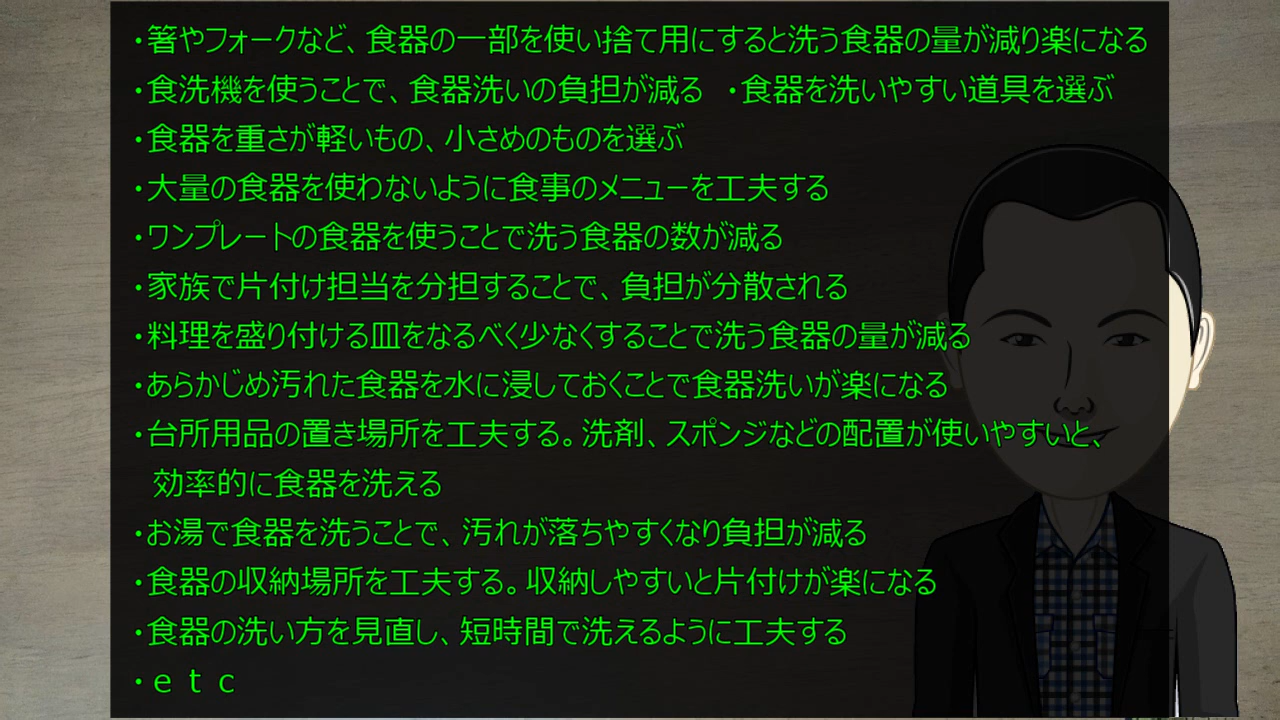 ・箸やフォークなど、食器の一部を使い捨て用にすると洗う食器の量が減り楽になる
・食洗機を使うことで、食器洗いの負担が減る　・食器を洗いやすい道具を選ぶ
・食器を重さが軽いもの、小さめのものを選ぶ
・大量の食器を使わないように食事のメニューを工夫する
・ワンプレートの食器を使うことで洗う食器の数が減る
・家族で片付け担当を分担することで、負担が分散される
・料理を盛り付ける皿をなるべく少なくすることで洗う食器の量が減る
・あらかじめ汚れた食器を水に浸しておくことで食器洗いが楽になる
・台所用品の置き場所を工夫する。洗剤、スポンジなどの配置が使いやすいと、
効率的に食器を洗える
・お湯で食器を洗うことで、汚れが落ちやすくなり負担が減る
・食器の収納場所を工夫する。収納しやすいと片付けが楽になる
・食器の洗い方を見直し、短時間で洗えるように工夫する
・ｅｔｃ